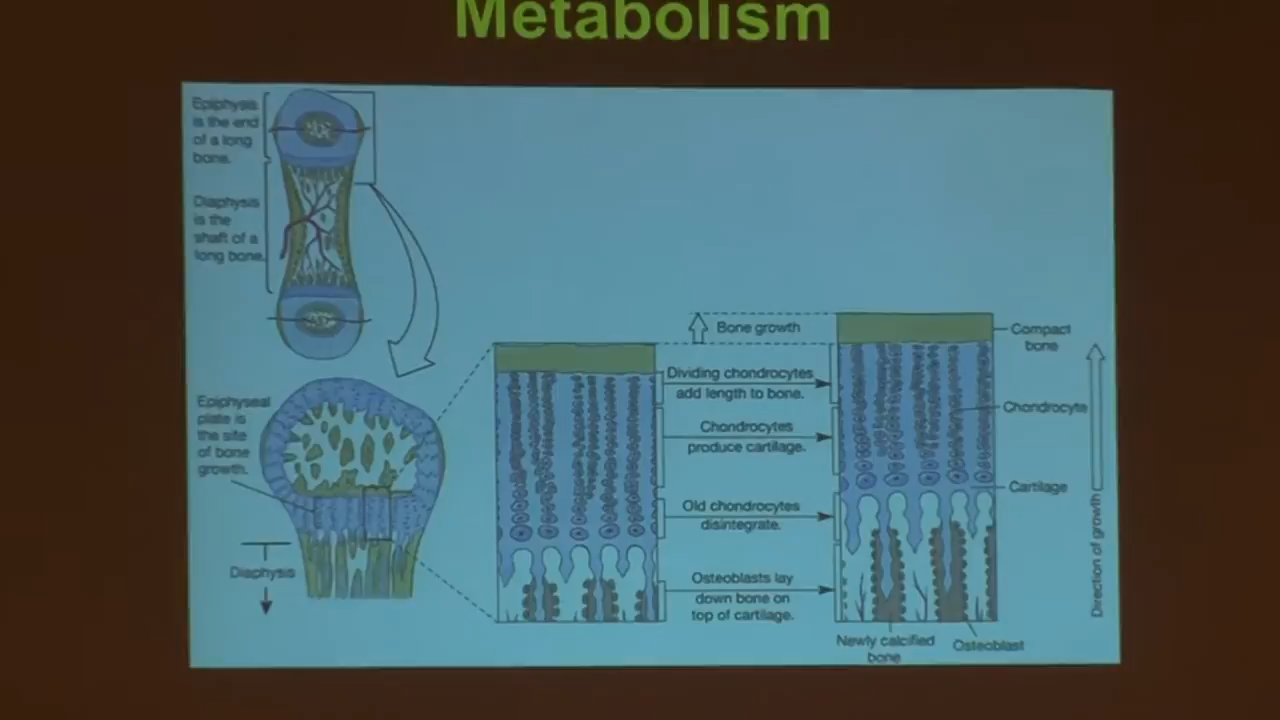 Metabolism
Epiphysis
is the end
of a long
bone.
Diaphysis
is the
shaft of a
long bone.
Epiphyseal
plate is
the site
of bone
growth.
Diaphysis
Bone growth
Dividing chondrocytes
add length to bone.
Chondrocytes
produce cartilage.
Old chondrocytes
disintegrate.
Osteoblasts lay
down bone on
top of cartilage.
Compact
bone
Chondrocyte
Cartilage
Direction of growth
Newly calcified
bone
Osteoblast